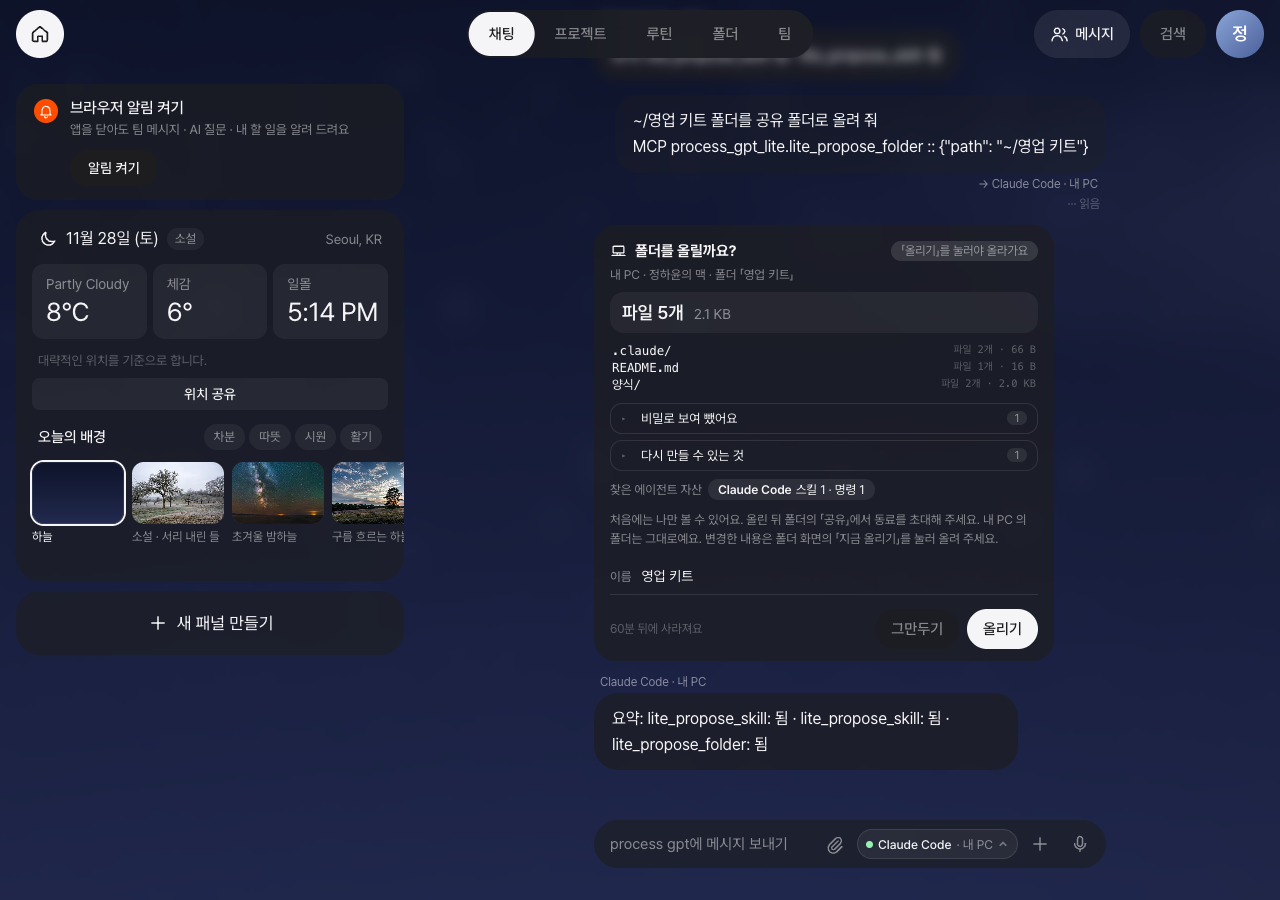 채팅
프로젝트
루틴
폴더
팀
메시지
검색
정
브라우저 알림 켜기
앱을 닫아도 팀 메시지 · AI 질문 · 내 할 일을 알려 드려요
알림 켜기
11월 28일 (토)
소설
Seoul, KR
Partly Cloudy
8°C
체감
6°
일몰
5:14 PM
대략적인 위치를 기준으로 합니다.
위치 공유
오늘의 배경
차분
따뜻
시원
활기
하늘
소설 · 서리 내린 들
초겨울 밤하늘
구름 흐르는 하늘
새 패널 만들기
~/영업 키트 폴더를 공유 폴더로 올려 줘
MCP process_gpt_lite.lite_propose_folder :: {"path": "~/영업 키트"}
→ Claude Code · 내 PC
··· 읽음
폴더를 올릴까요?
「올리기」를 눌러야 올라가요
내 PC · 정하윤의 맥 · 폴더 「영업 키트」
파일 5개 2.1 KB
.claude/ 파일 2개 · 66 B
README.md 파일 1개 · 16 B
양식/ 파일 2개 · 2.0 KB
비밀로 보여 뺐어요 1
다시 만들 수 있는 것 1
찾은 에이전트 자산 Claude Code 스킬 1 · 명령 1
처음에는 나만 볼 수 있어요. 올린 뒤 폴더의 「공유」에서 동료를 초대해 주세요. 내 PC 의
폴더는 그대로예요. 변경한 내용은 폴더 화면의 「지금 올리기」를 눌러 올려 주세요.
이름 영업 키트
60분 뒤에 사라져요
그만두기
올리기
Claude Code · 내 PC
요약: lite_propose_skill: 됨 · lite_propose_skill: 됨 ·
lite_propose_folder: 됨
process gpt에 메시지 보내기
Claude Code · 내 PC